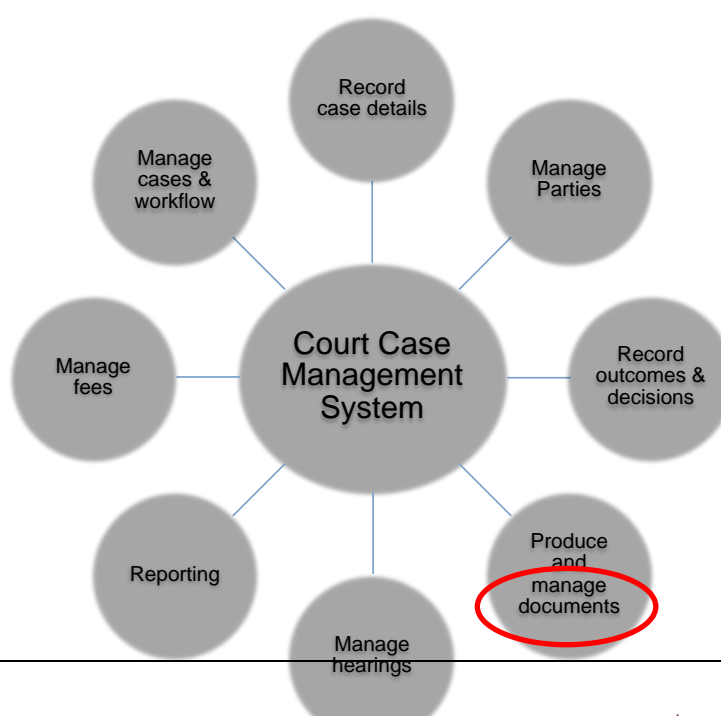 Record
case details
Manage
Parties
Record
outcomes &
decisions
Produce
and
manage
documents
Manage
hearings
Reporting
Manage
fees
Manage
cases &
workflow
Court Case
Management
System